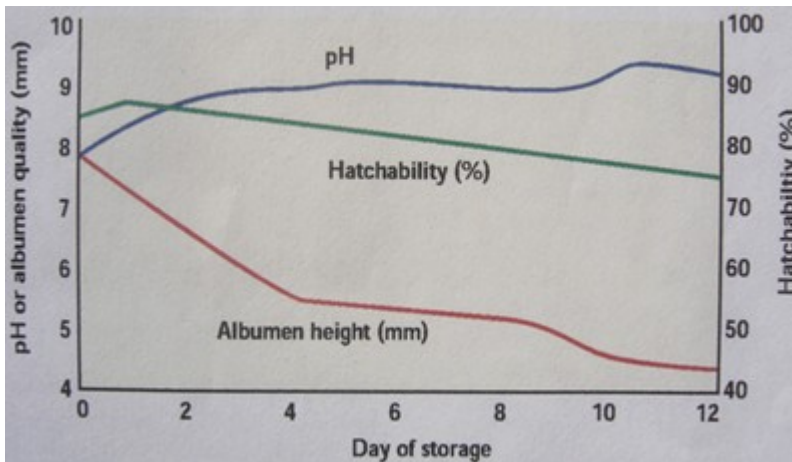 pH or albumen quality (mm)
10
9
8
7
6
5
4
pH
Hatchability (%)
Albumen height (mm)
100
90
80
70
60
50
40
Hatchabiltiy (%)
0 2 4 6 8 10 12
Day of storage